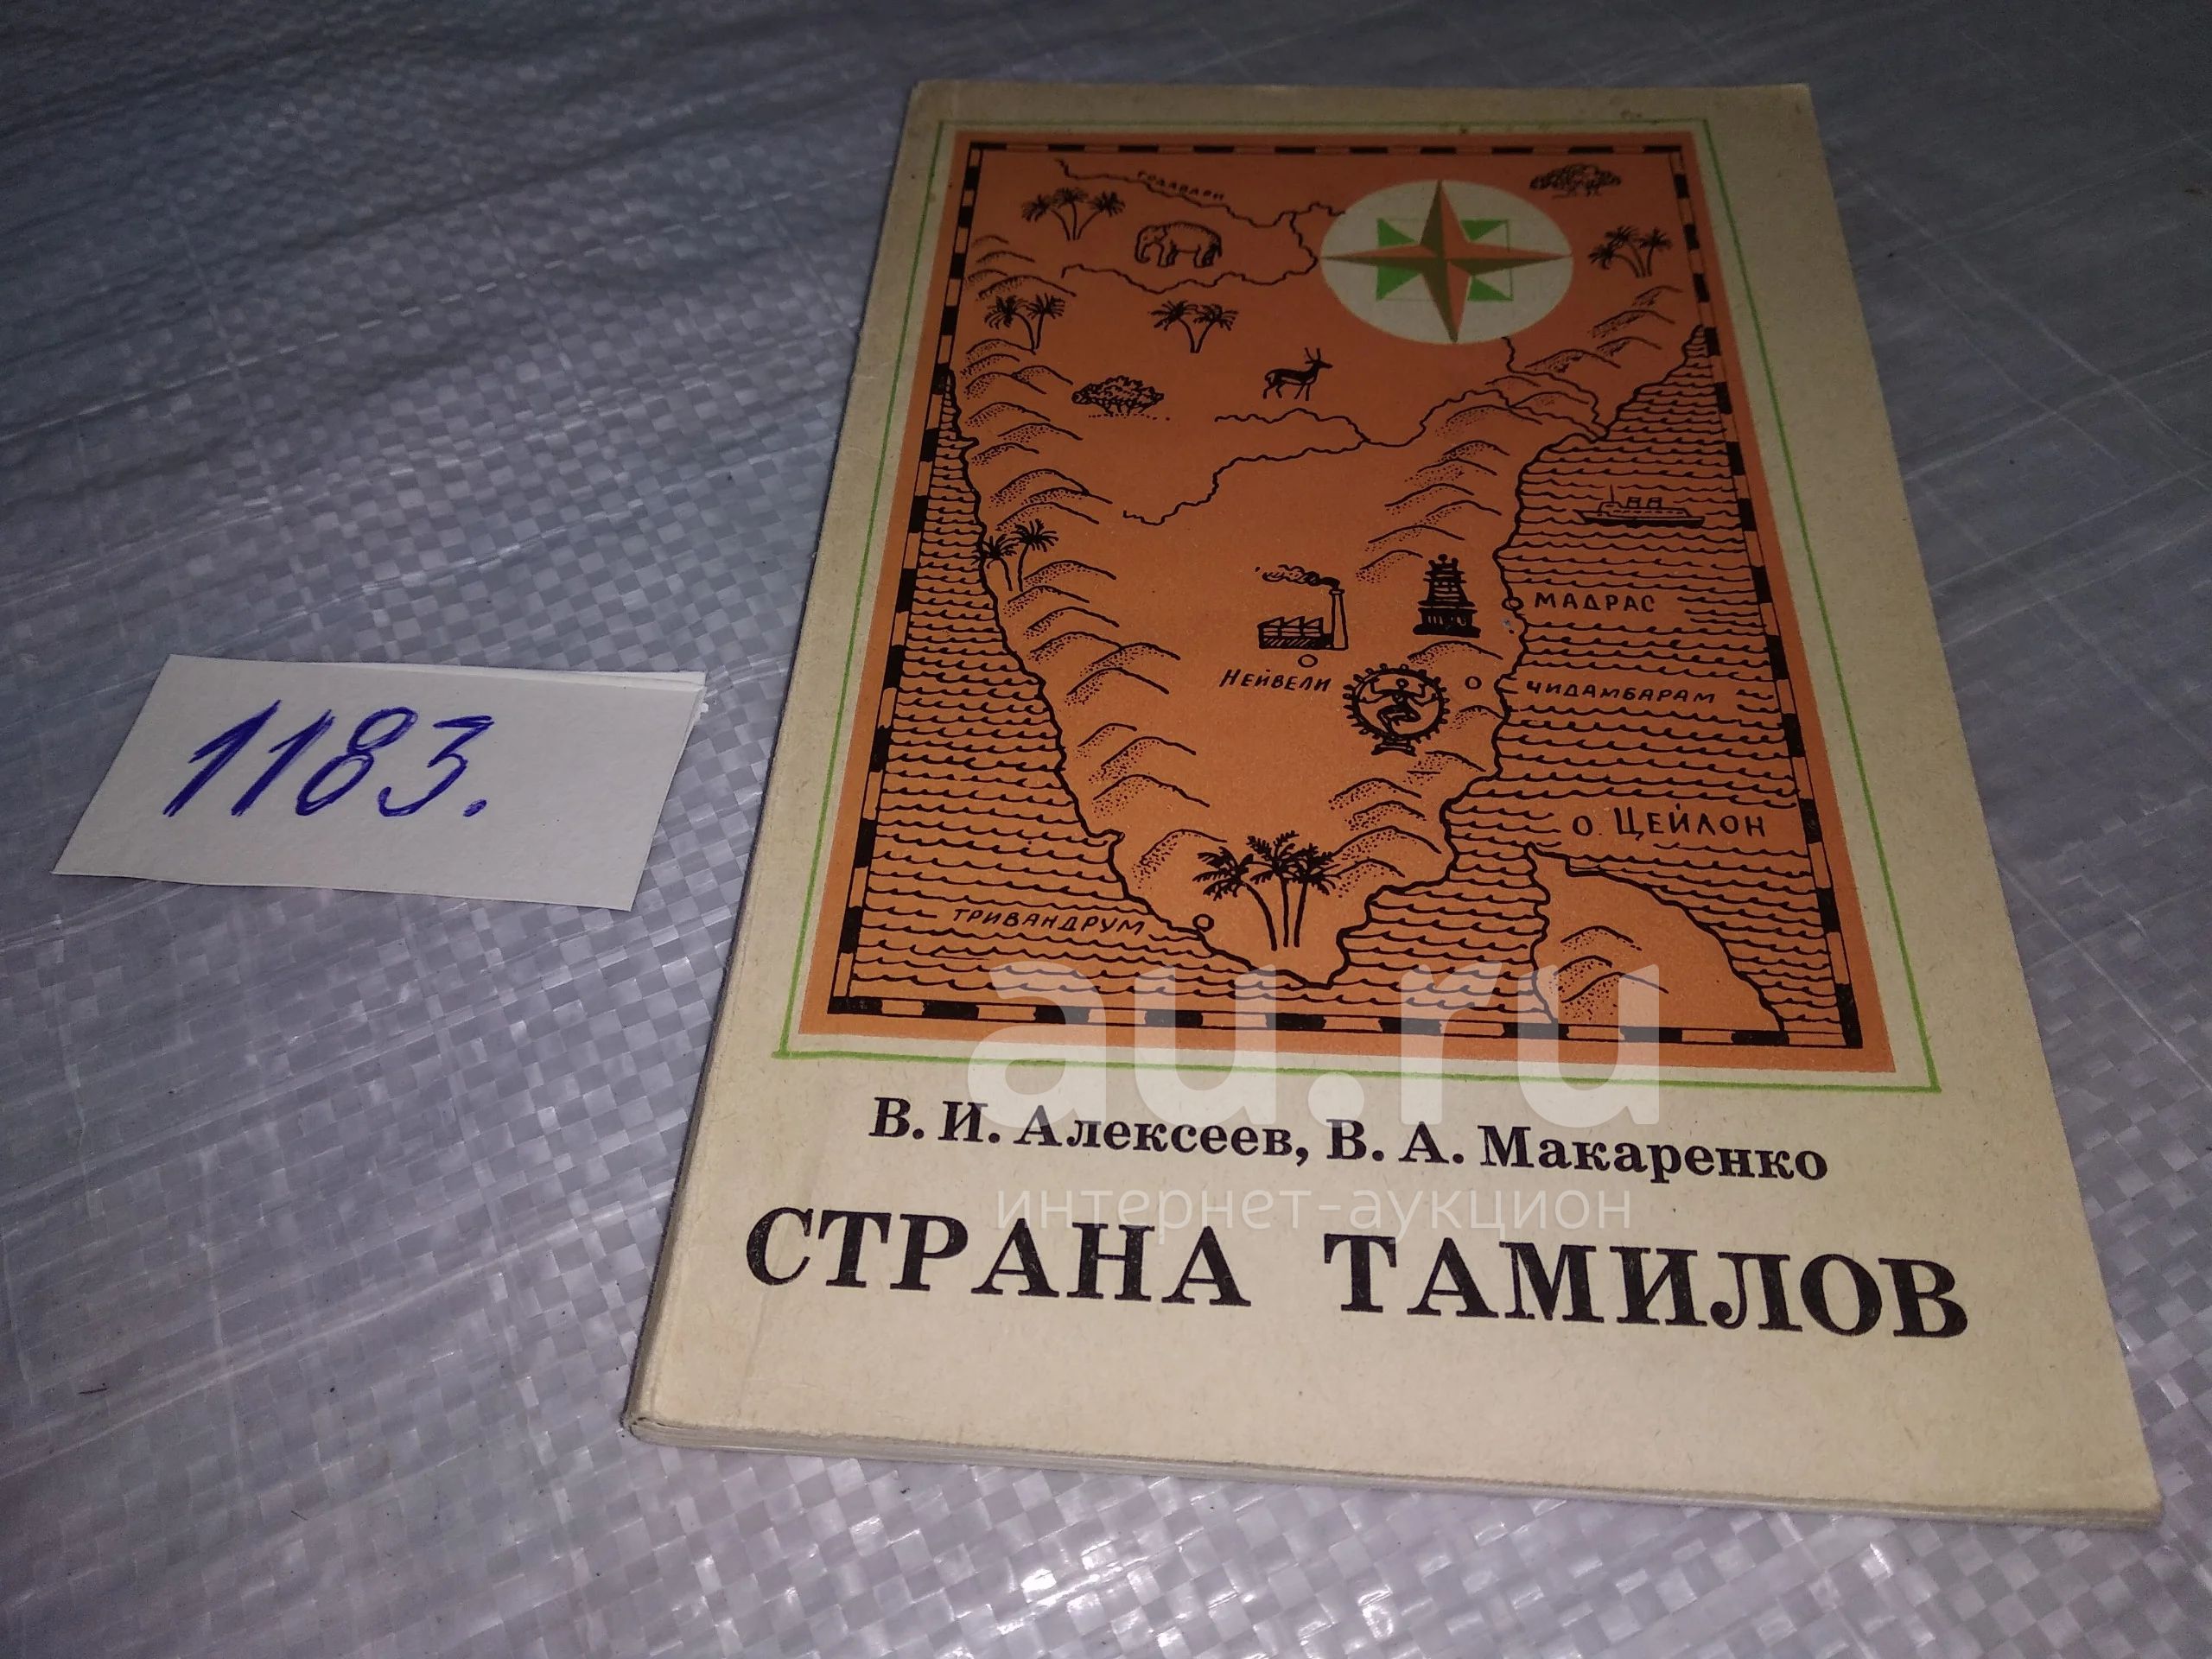 ГОДАВАРИ
МАДРАС
НЕЙВЕЛИ
ЧИДАМБАРАМ
О. ЦЕЙЛОН
ТРИВАНДРУМ
1183.
au.ru
В. И. Алексеев, В. А. Макаренко
интернет-аукцион
СТРАНА ТАМИЛОВ